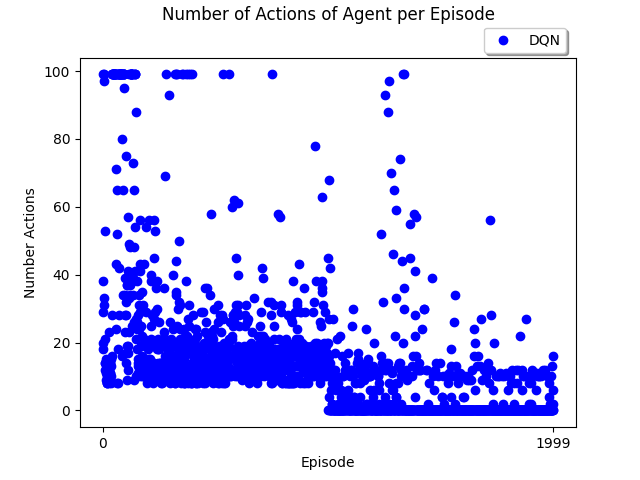 Number of Actions of Agent per Episode
DQN
100
80
60
40
20
0
Number Actions
0
1999
Episode